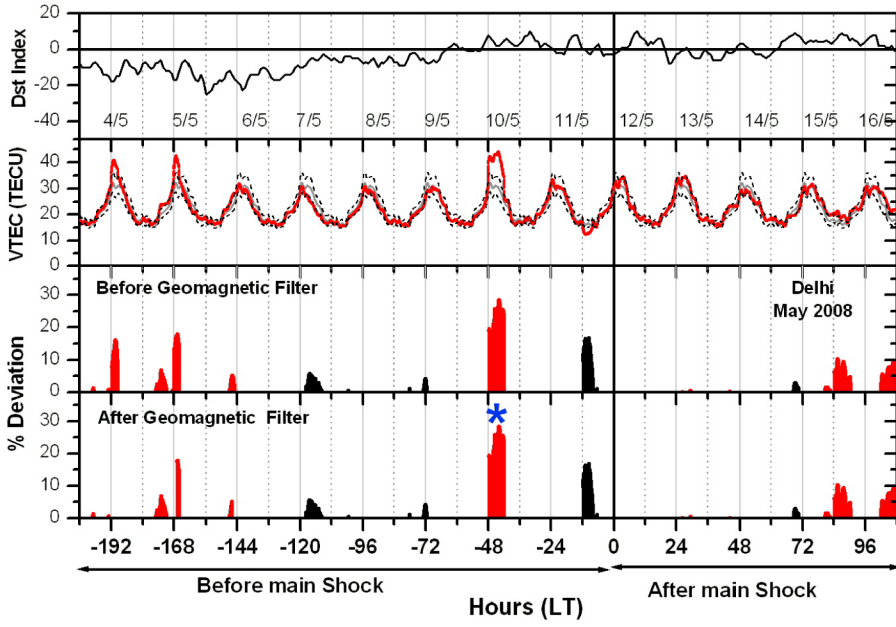 20
0
-20
-40
Dst Index
4/5 5/5 6/5 7/5 8/5 9/5 10/5 11/5 12/5 13/5 14/5 15/5 16/5
40
30
20
10
0
VTEC (TECU)
Before Geomagnetic Filter
Delhi
May 2008
30
20
10
0
% Deviation
After Geomagnetic Filter
*
30
20
10
0
-192 -168 -144 -120 -96 -72 -48 -24 0 24 48 72 96
Before main Shock
After main Shock
Hours (LT)